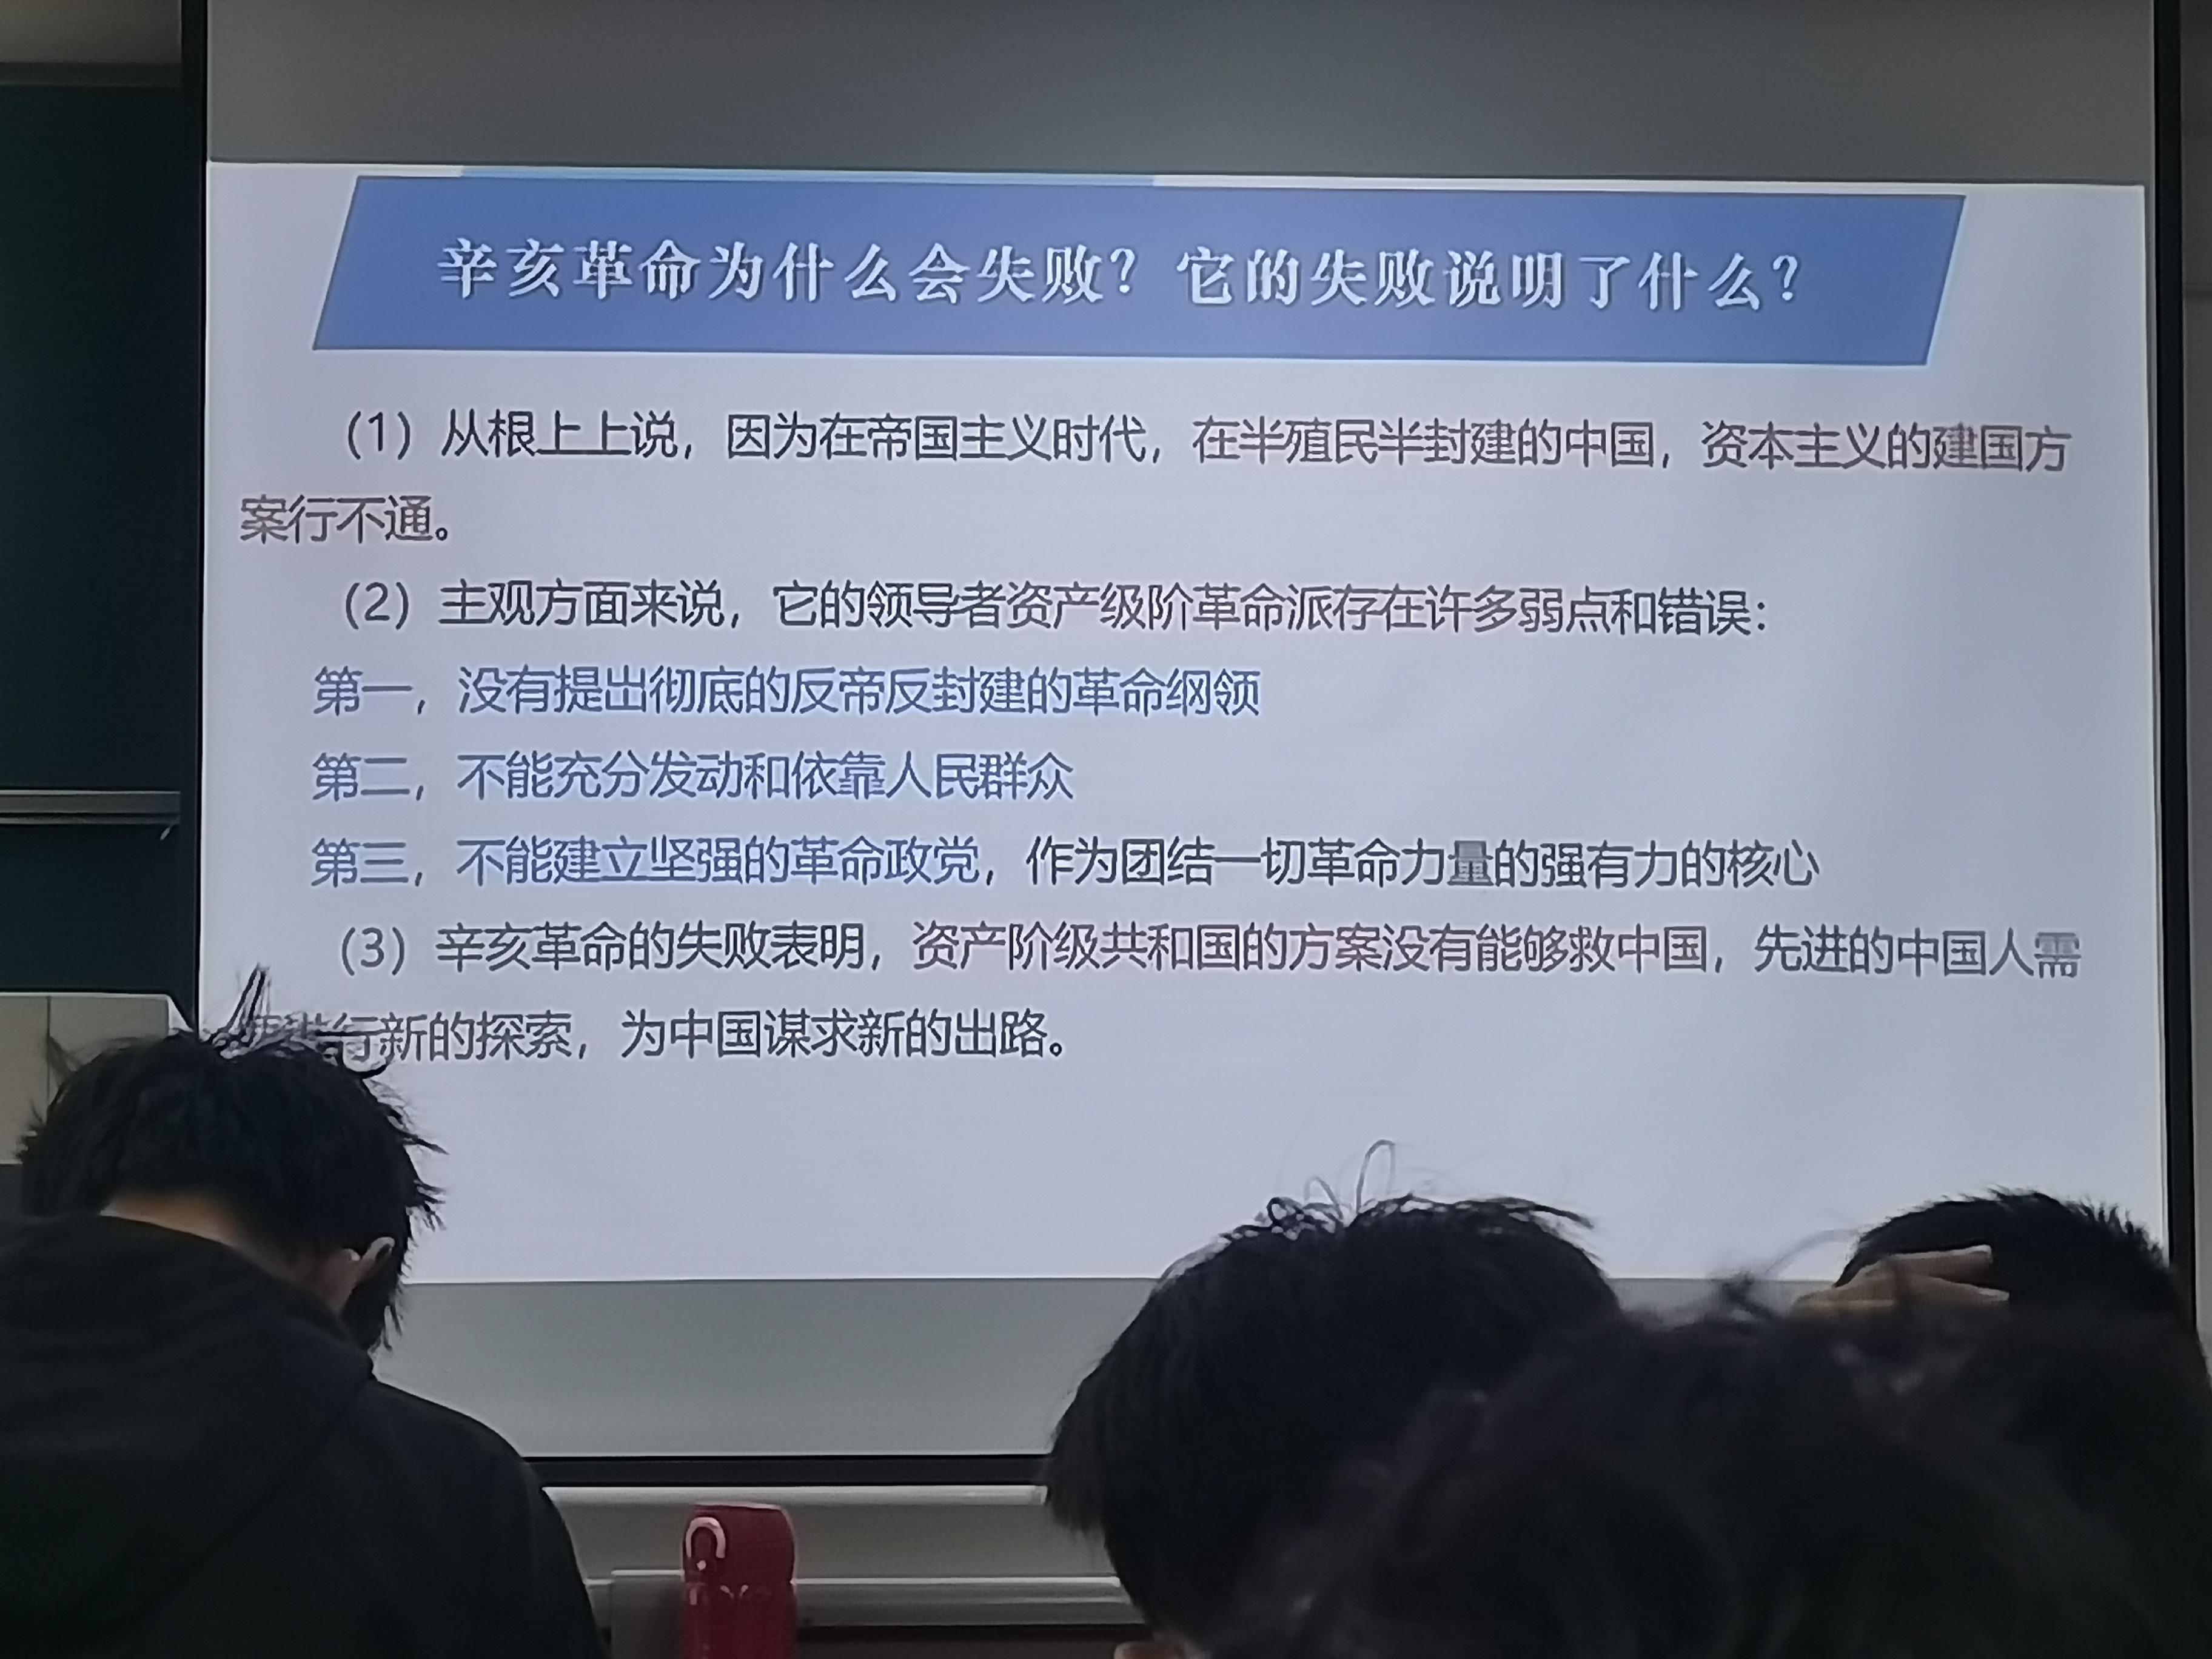 辛亥革命为什么会失败？它的失败说明了什么？
（1）从根上上说，因为在帝国主义时代，在半殖民半封建的中国，资本主义的建国方
案行不通。
（2）主观方面来说，它的领导者资产级阶革命派存在许多弱点和错误：
第一，没有提出彻底的反帝反封建的革命纲领
第二，不能充分发动和依靠人民群众
第三，不能建立坚强的革命政党，作为团结一切革命力量的强有力的核心
（3）辛亥革命的失败表明，资产阶级共和国的方案没有能够救中国，先进的中国人需
行新的探索，为中国谋求新的出路。